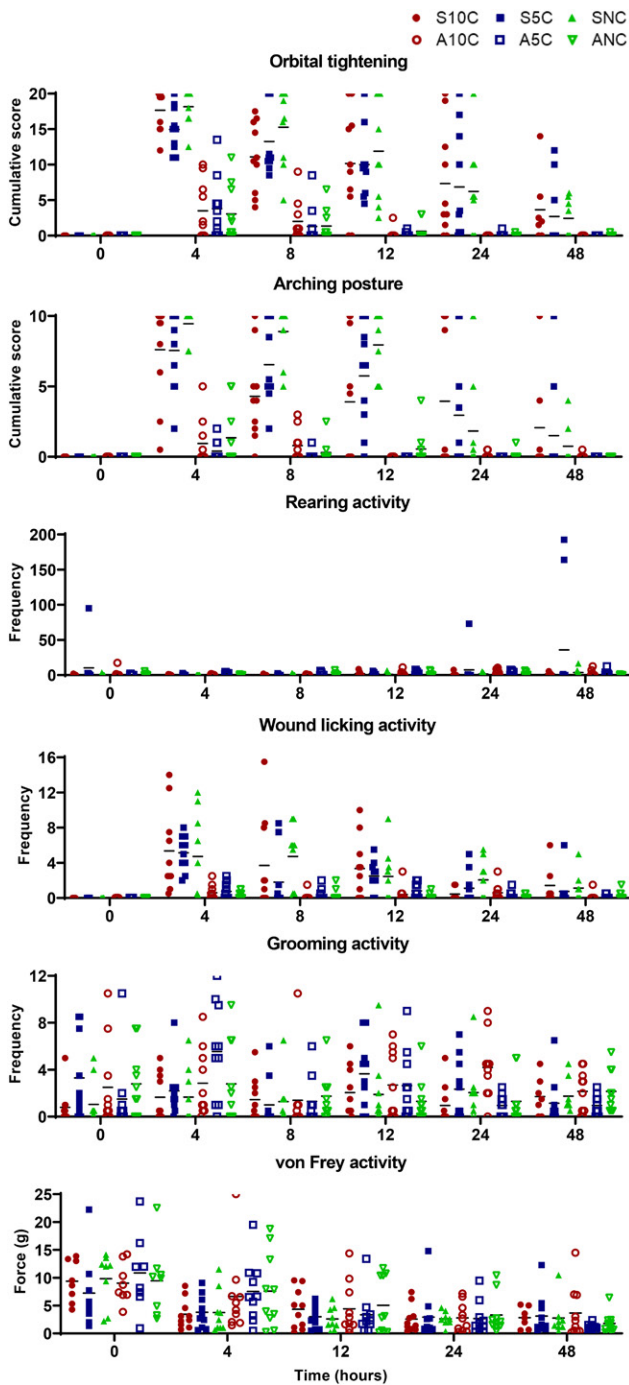 S10C S5C SNC
A10C A5C ANC
Orbital tightening
Cumulative score
20
15
10
5
0
0 4 8 12 24 48
Arching posture
Cumulative score
10
5
0
0 4 8 12 24 48
Rearing activity
Frequency
200
150
100
50
0
0 4 8 12 24 48
Wound licking activity
Frequency
16
12
8
4
0
0 4 8 12 24 48
Grooming activity
Frequency
12
8
4
0
0 4 8 12 24 48
von Frey activity
Force (g)
25
20
15
10
5
0
0 4 12 24 48
Time (hours)